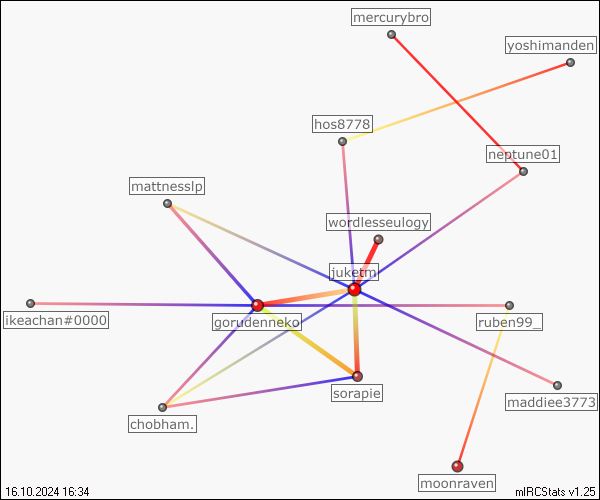 mercurybro
yoshimanden
hos8778
neptune01
mattnesslp
wordlesseulogy
juketm
ikeachan#0000
gorudenneko
ruben99_
sorapie
maddiee3773
chobham.
moonraven
16.10.2024 16:34
mIRCStats v1.25